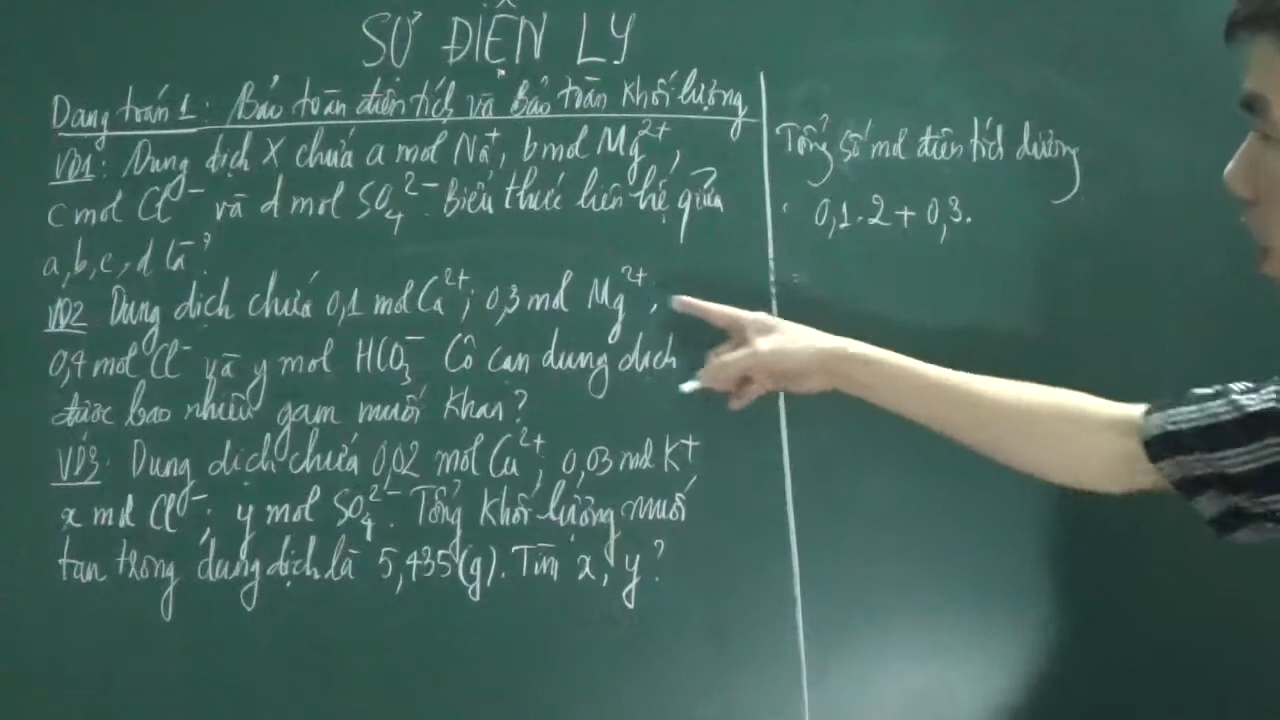 SỰ ĐIỆN LY
Dạng toán 1: Bảo toàn điện tích và Bảo toàn khối lượng
VD1: Dung dịch X chứa a mol Na⁺, b mol Mg²⁺,
c mol Cl⁻ và d mol SO₄²⁻. Biểu thức liên hệ giữa
a, b, c, d là?
VD2 Dung dịch chứa 0,1 mol Ca²⁺; 0,3 mol Mg²⁺,
0,4 mol Cl⁻ và y mol HCO₃⁻ Cô cạn dung dịch
được bao nhiêu gam muối khan?
VD3: Dung dịch chứa 0,02 mol Cu²⁺, 0,03 mol K⁺
x mol Cl⁻; y mol SO₄²⁻. Tổng khối lượng muối
tan trong dung dịch là 5,435(g). Tìm x, y?
Tổng số mol điện tích dương
0,1.2 + 0,3.